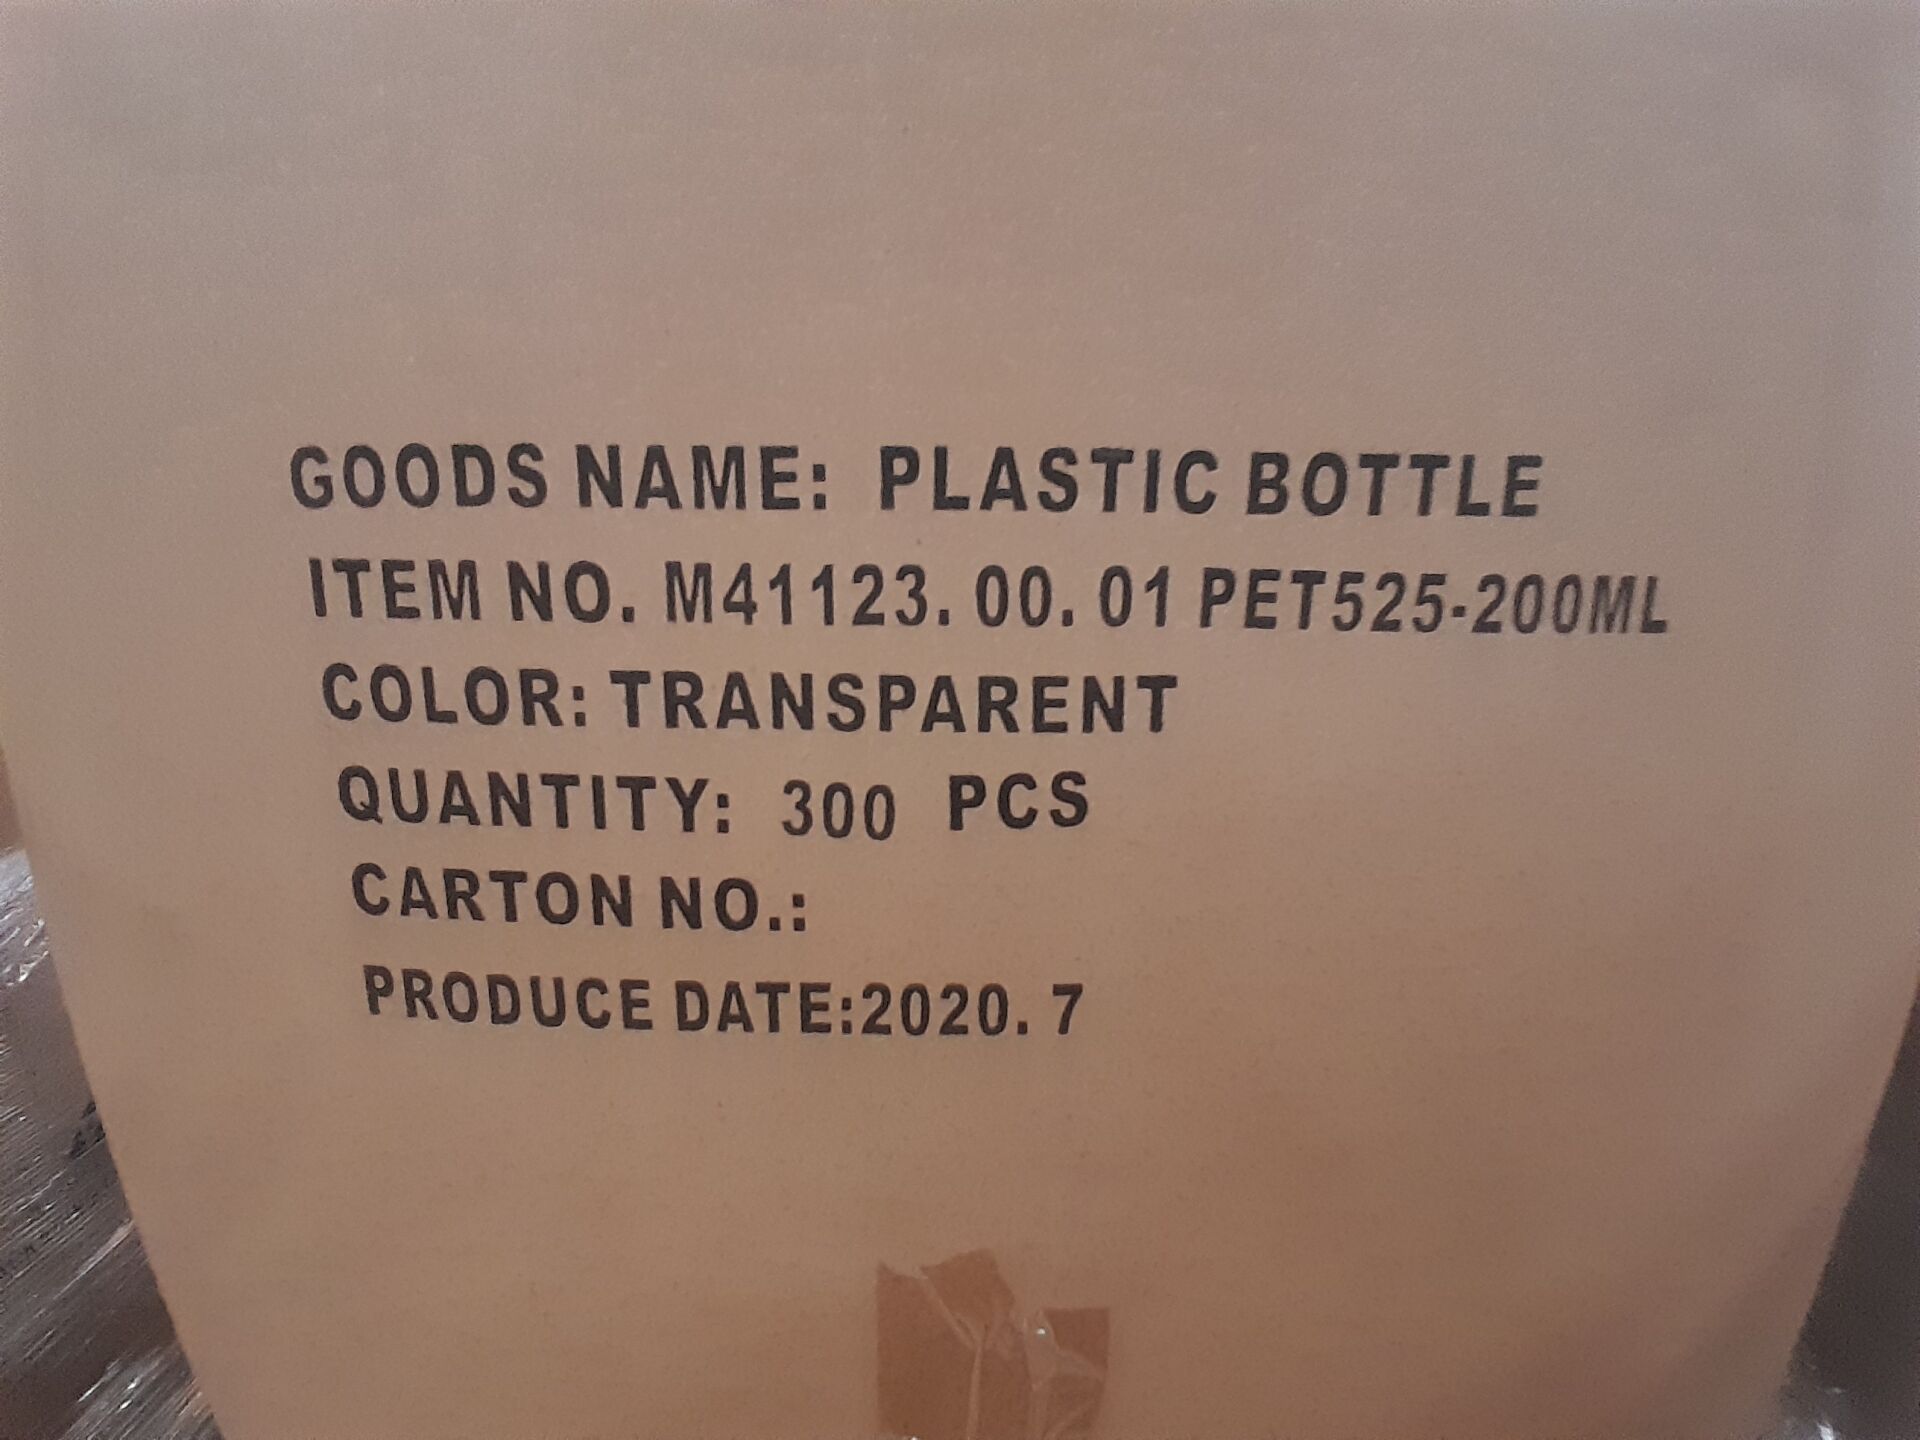 GOODS NAME: PLASTIC BOTTLE
ITEM NO. M41123. 00. 01 PET525-200ML
COLOR: TRANSPARENT
QUANTITY: 300 PCS
CARTON NO.:
PRODUCE DATE:2020. 7